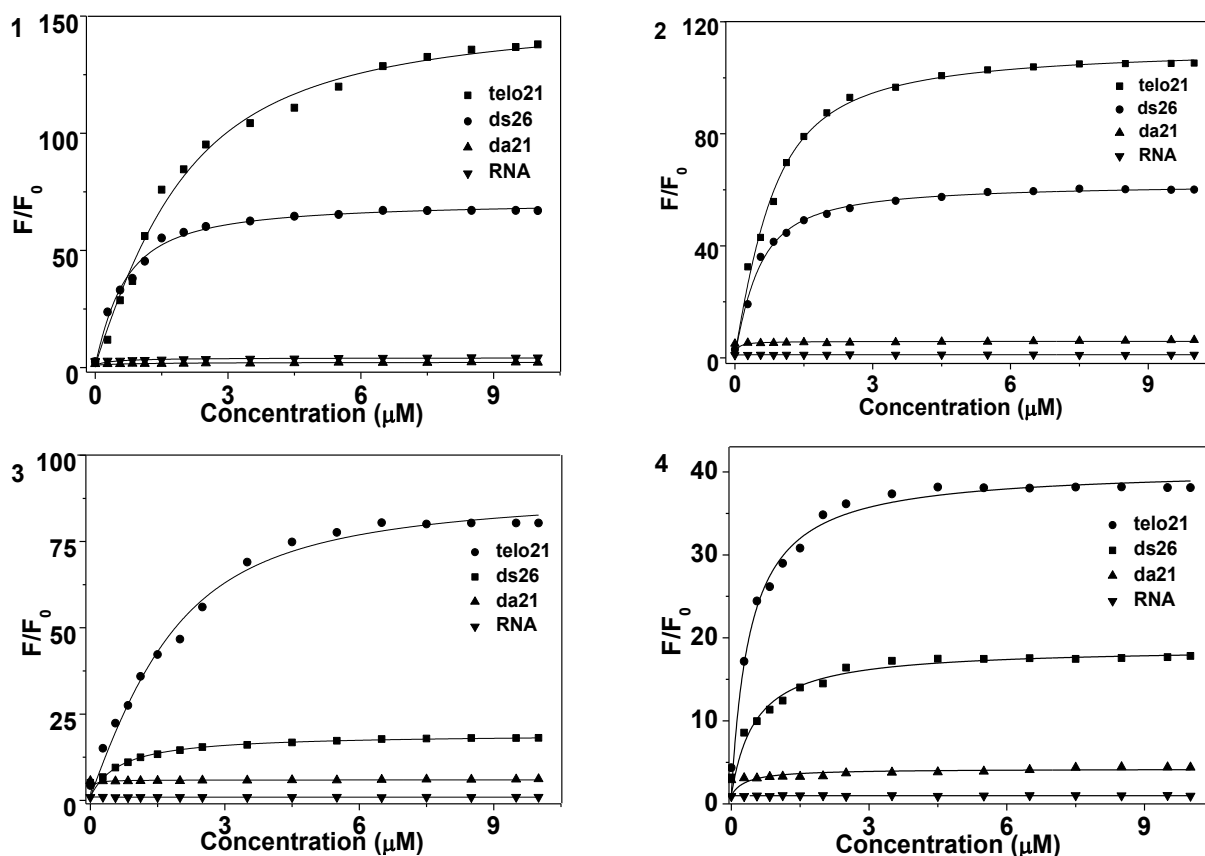 1
150
100
50
0
F/F0
telo21
ds26
da21
RNA
0 3 6 9
Concentration (μM)
2
120
80
40
0
F/F0
telo21
ds26
da21
RNA
0 3 6 9
Concentration (μM)
3
100
75
50
25
0
F/F0
telo21
ds26
da21
RNA
0 3 6 9
Concentration (μM)
4
40
30
20
10
0
F/F0
telo21
ds26
da21
RNA
0 3 6 9
Concentration (μM)